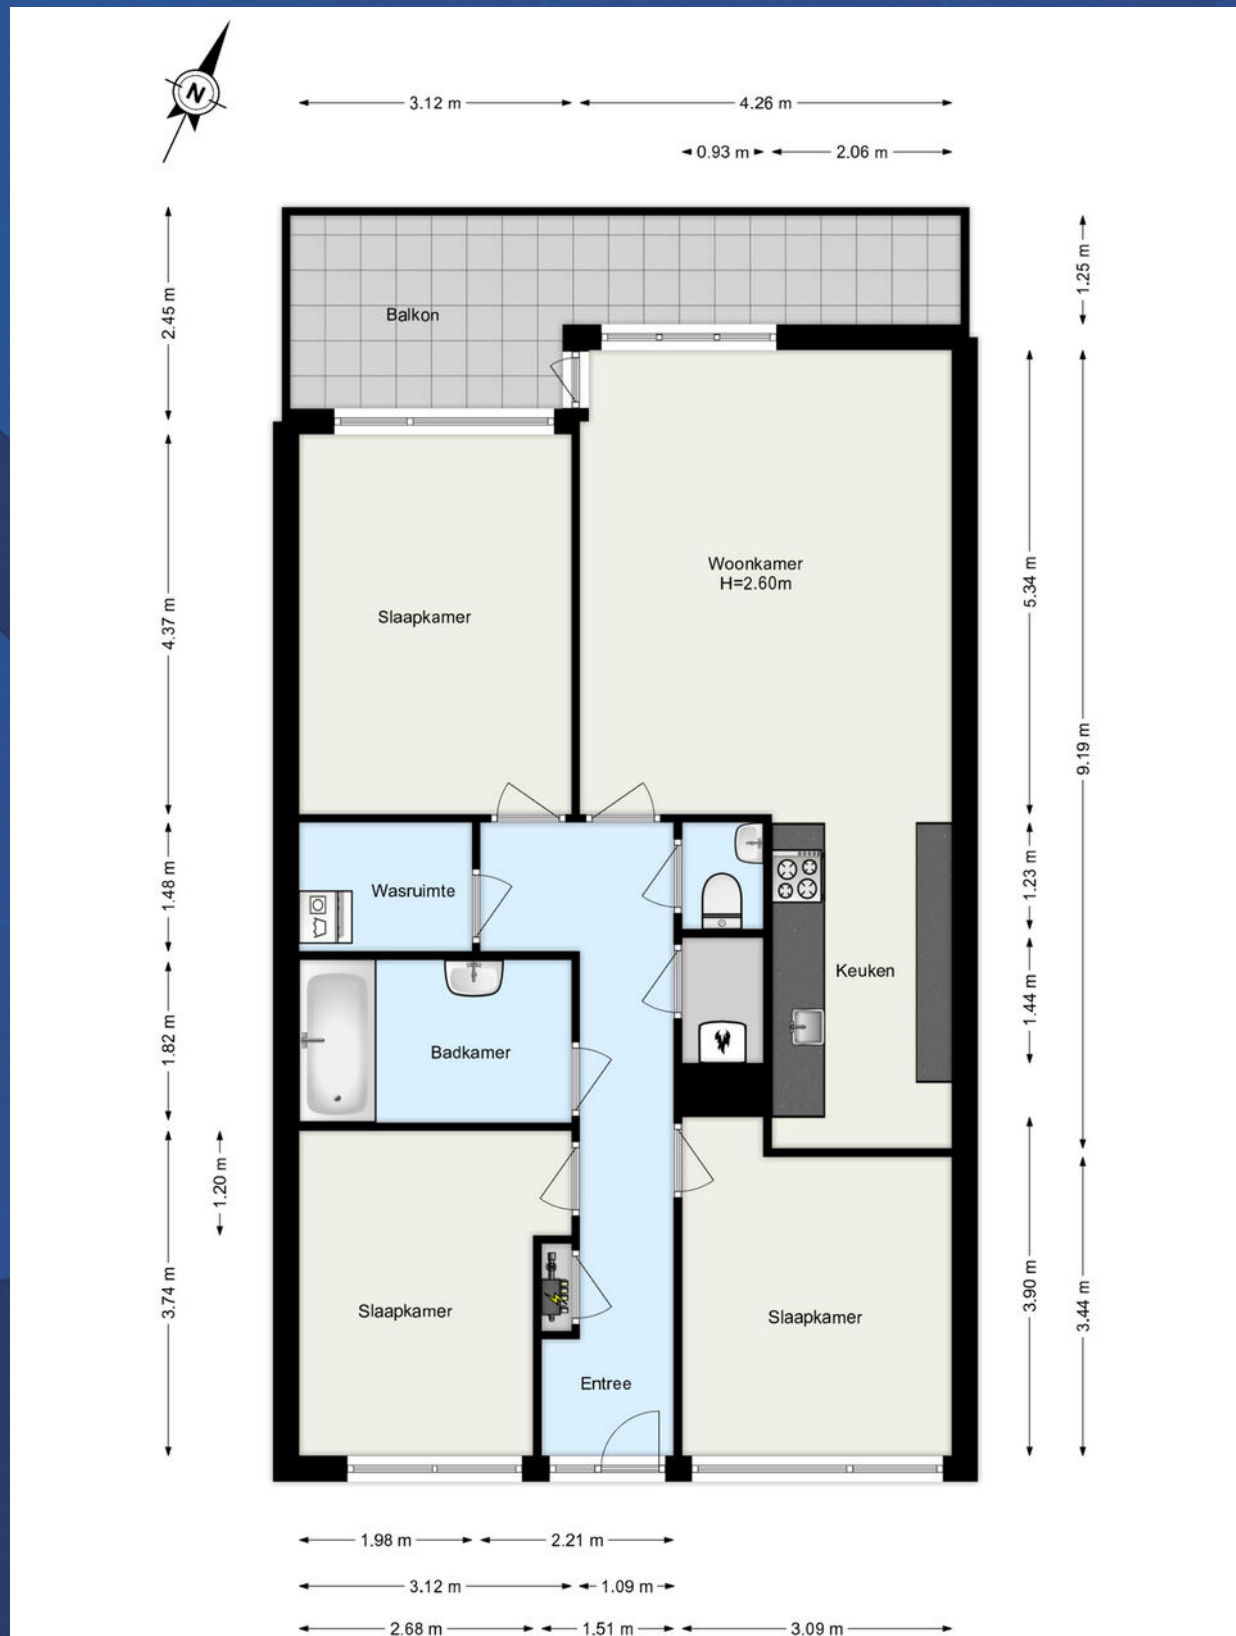 N
3.12 m
4.26 m
0.93 m
2.06 m
2.45 m
1.25 m
Balkon
Woonkamer
H=2.60m
Slaapkamer
4.37 m
5.34 m
9.19 m
Wasruimte
1.48 m
1.23 m
Keuken
1.44 m
Badkamer
1.82 m
1.20 m
3.74 m
Slaapkamer
Slaapkamer
3.90 m
3.44 m
Entree
1.98 m
2.21 m
3.12 m
1.09 m
2.68 m
1.51 m
3.09 m